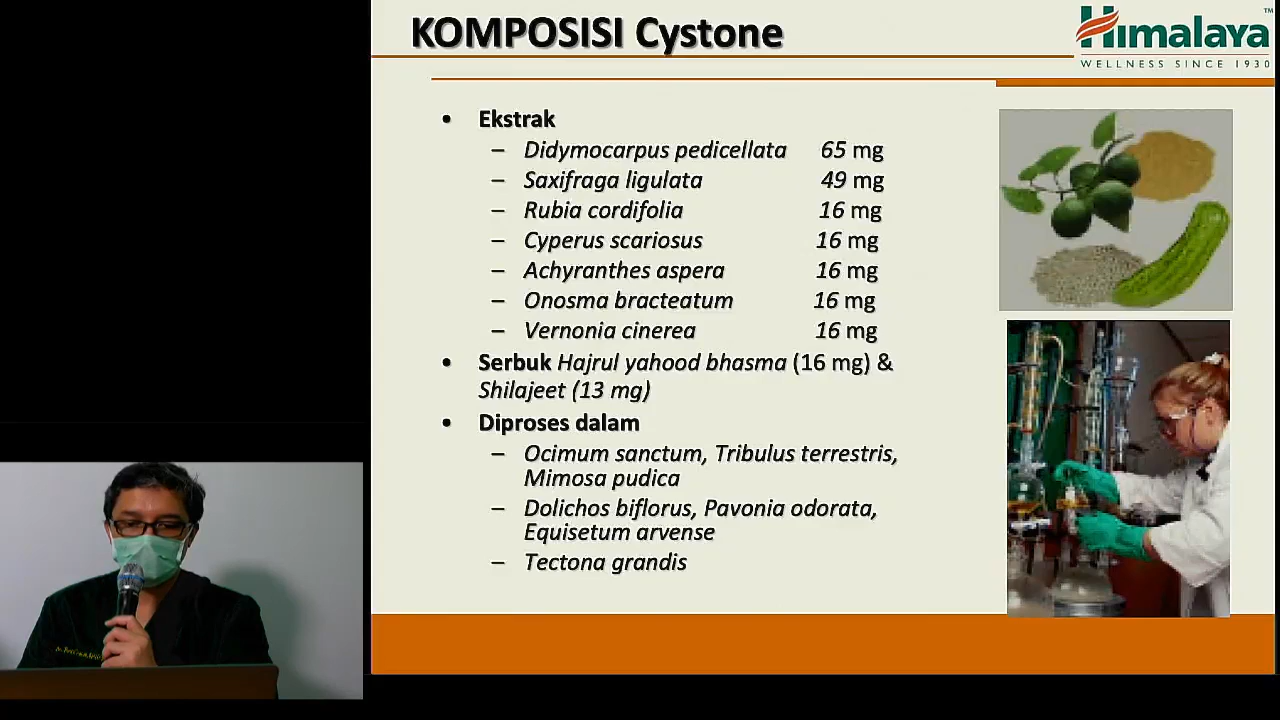 KOMPOSISI Cystone
Himalaya™
WELLNESS SINCE 1930
• Ekstrak
– Didymocarpus pedicellata 65 mg
– Saxifraga ligulata 49 mg
– Rubia cordifolia 16 mg
– Cyperus scariosus 16 mg
– Achyranthes aspera 16 mg
– Onosma bracteatum 16 mg
– Vernonia cinerea 16 mg
• Serbuk Hajrul yahood bhasma (16 mg) &
Shilajeet (13 mg)
• Diproses dalam
– Ocimum sanctum, Tribulus terrestris,
Mimosa pudica
– Dolichos biflorus, Pavonia odorata,
Equisetum arvense
– Tectona grandis